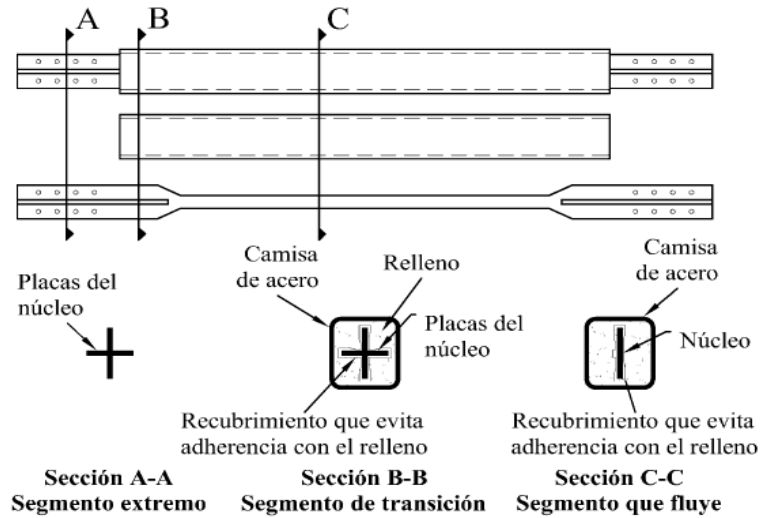 A B C
Placas del
núcleo
Camisa
de acero
Relleno
Placas del
núcleo
Recubrimiento que evita
adherencia con el relleno
Camisa
de acero
Núcleo
Recubrimiento que evita
adherencia con el relleno
Sección A-A
Segmento extremo
Sección B-B
Segmento de transición
Sección C-C
Segmento que fluye